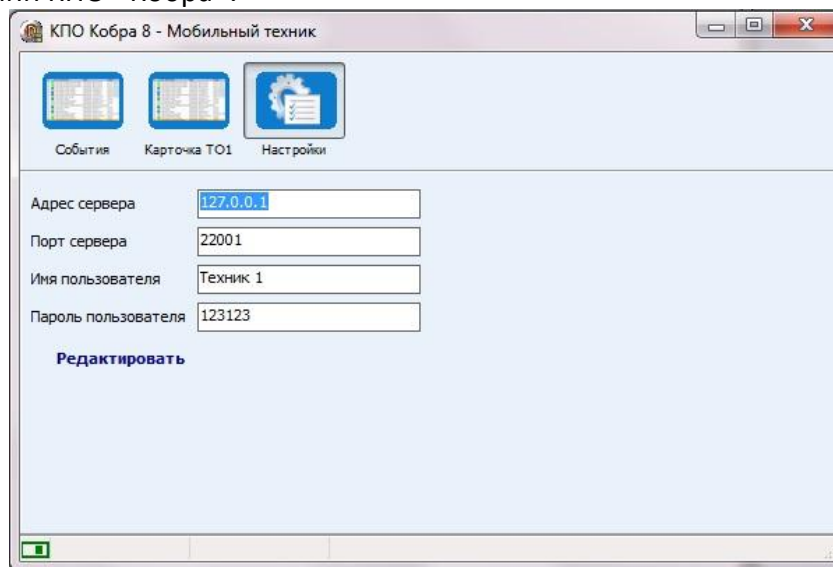 КПО Кобра 8 - Мобильный техник
События Карточка ТО1 Настройки
Адрес сервера 127.0.0.1
Порт сервера 22001
Имя пользователя Техник 1
Пароль пользователя 123123
Редактировать